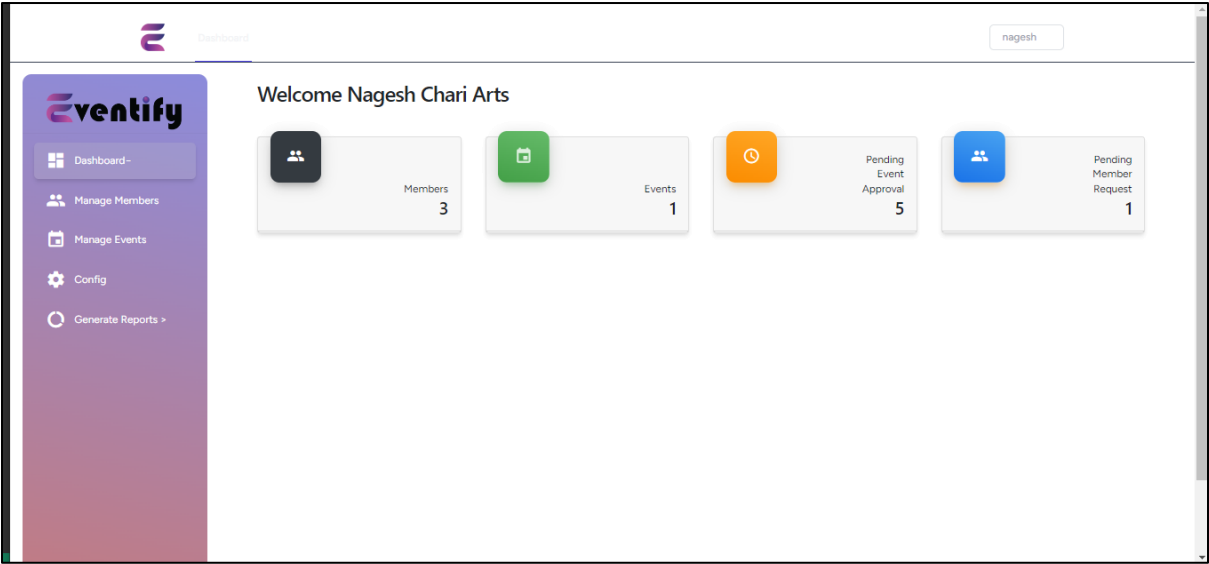 Dashboard
nagesh
Eventify
Welcome Nagesh Chari Arts
Dashboard-
Manage Members
Manage Events
Config
Generate Reports >
Members
3
Events
1
Pending
Event
Approval
5
Pending
Member
Request
1